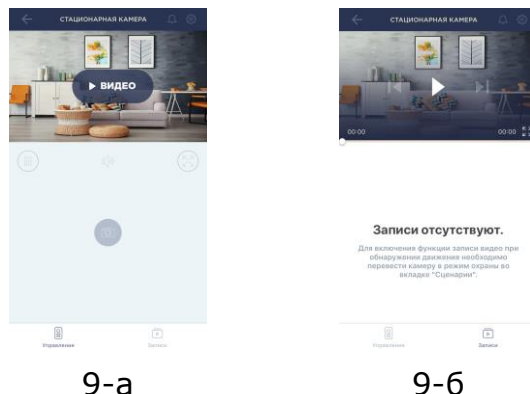 СТАЦИОНАРНАЯ КАМЕРА
ВИДЕО
Управление
Записи
9-а
СТАЦИОНАРНАЯ КАМЕРА
00:00
00:00
Записи отсутствуют.
Для включения функции записи видео при
обнаружении движения необходимо
перевести камеру в режим охраны во
вкладке "Сценарии".
Управление
Записи
9-б